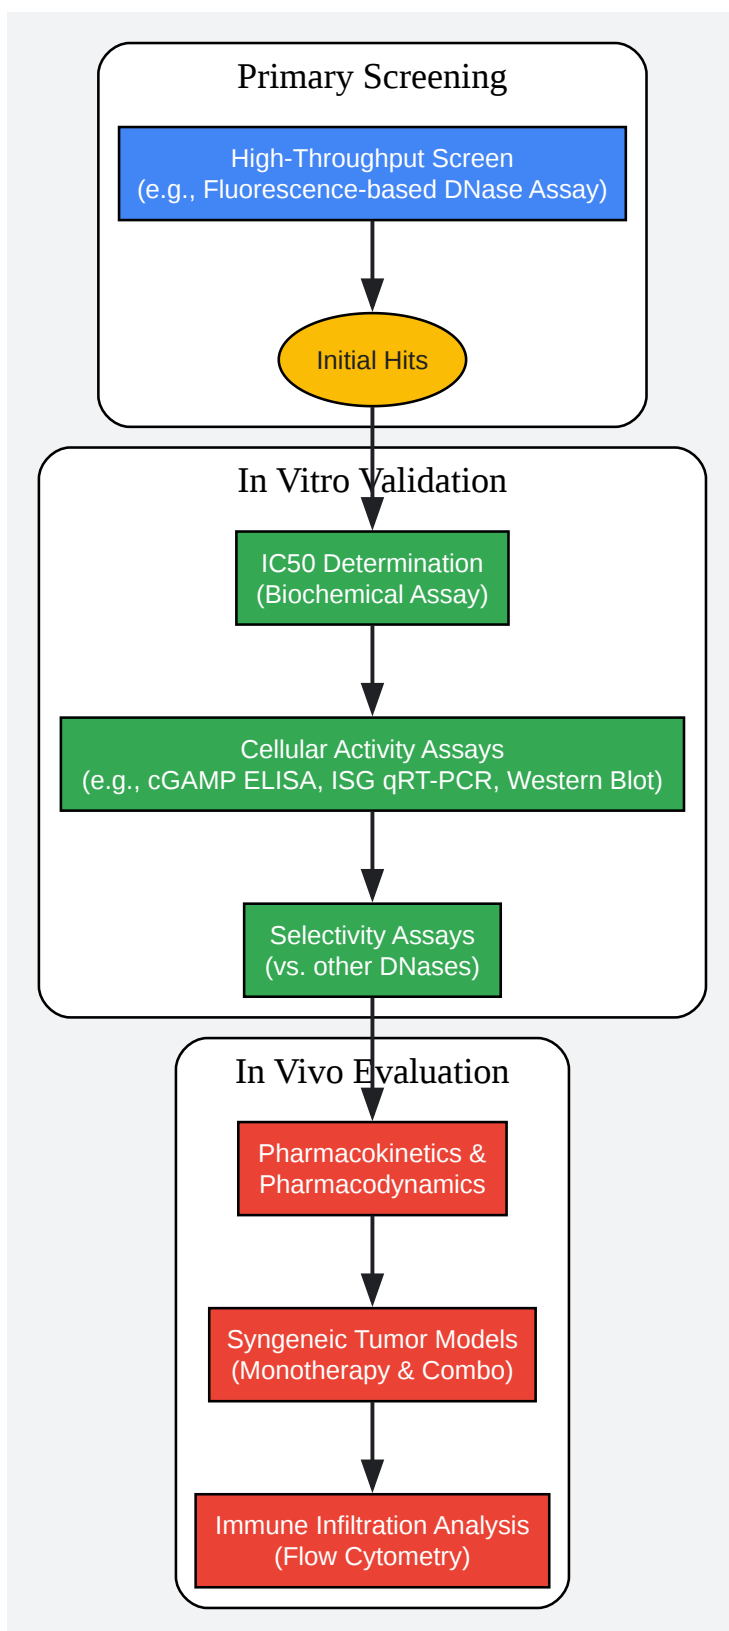 Primary Screening
High-Throughput Screen
(e.g., Fluorescence-based DNase Assay)
Initial Hits
In Vitro Validation
IC50 Determination
(Biochemical Assay)
Cellular Activity Assays
(e.g., cGAMP ELISA, ISG qRT-PCR, Western Blot)
Selectivity Assays
(vs. other DNases)
In Vivo Evaluation
Pharmacokinetics &
Pharmacodynamics
Syngeneic Tumor Models
(Monotherapy & Combo)
Immune Infiltration Analysis
(Flow Cytometry)